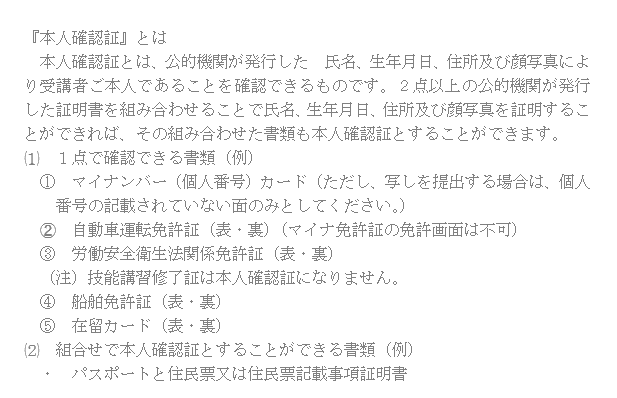 『本人確認証』とは
本人確認証とは、公的機関が発行した　氏名、生年月日、住所及び顔写真によ
り受講者ご本人であることを確認できるものです。２点以上の公的機関が発行
した証明書を組み合わせることで氏名、生年月日、住所及び顔写真を証明するこ
とができれば、その組み合わせた書類も本人確認証とすることができます。
⑴　１点で確認できる書類（例）
①　マイナンバー（個人番号）カード（ただし、写しを提出する場合は、個人
番号の記載されていない面のみとしてください。）
②　自動車運転免許証（表・裏）（マイナ免許証の免許画面は不可）
③　労働安全衛生法関係免許証（表・裏）
（注）技能講習修了証は本人確認証になりません。
④　船舶免許証（表・裏）
⑤　在留カード（表・裏）
⑵　組合せで本人確認証とすることができる書類（例）
・　パスポートと住民票又は住民票記載事項証明書